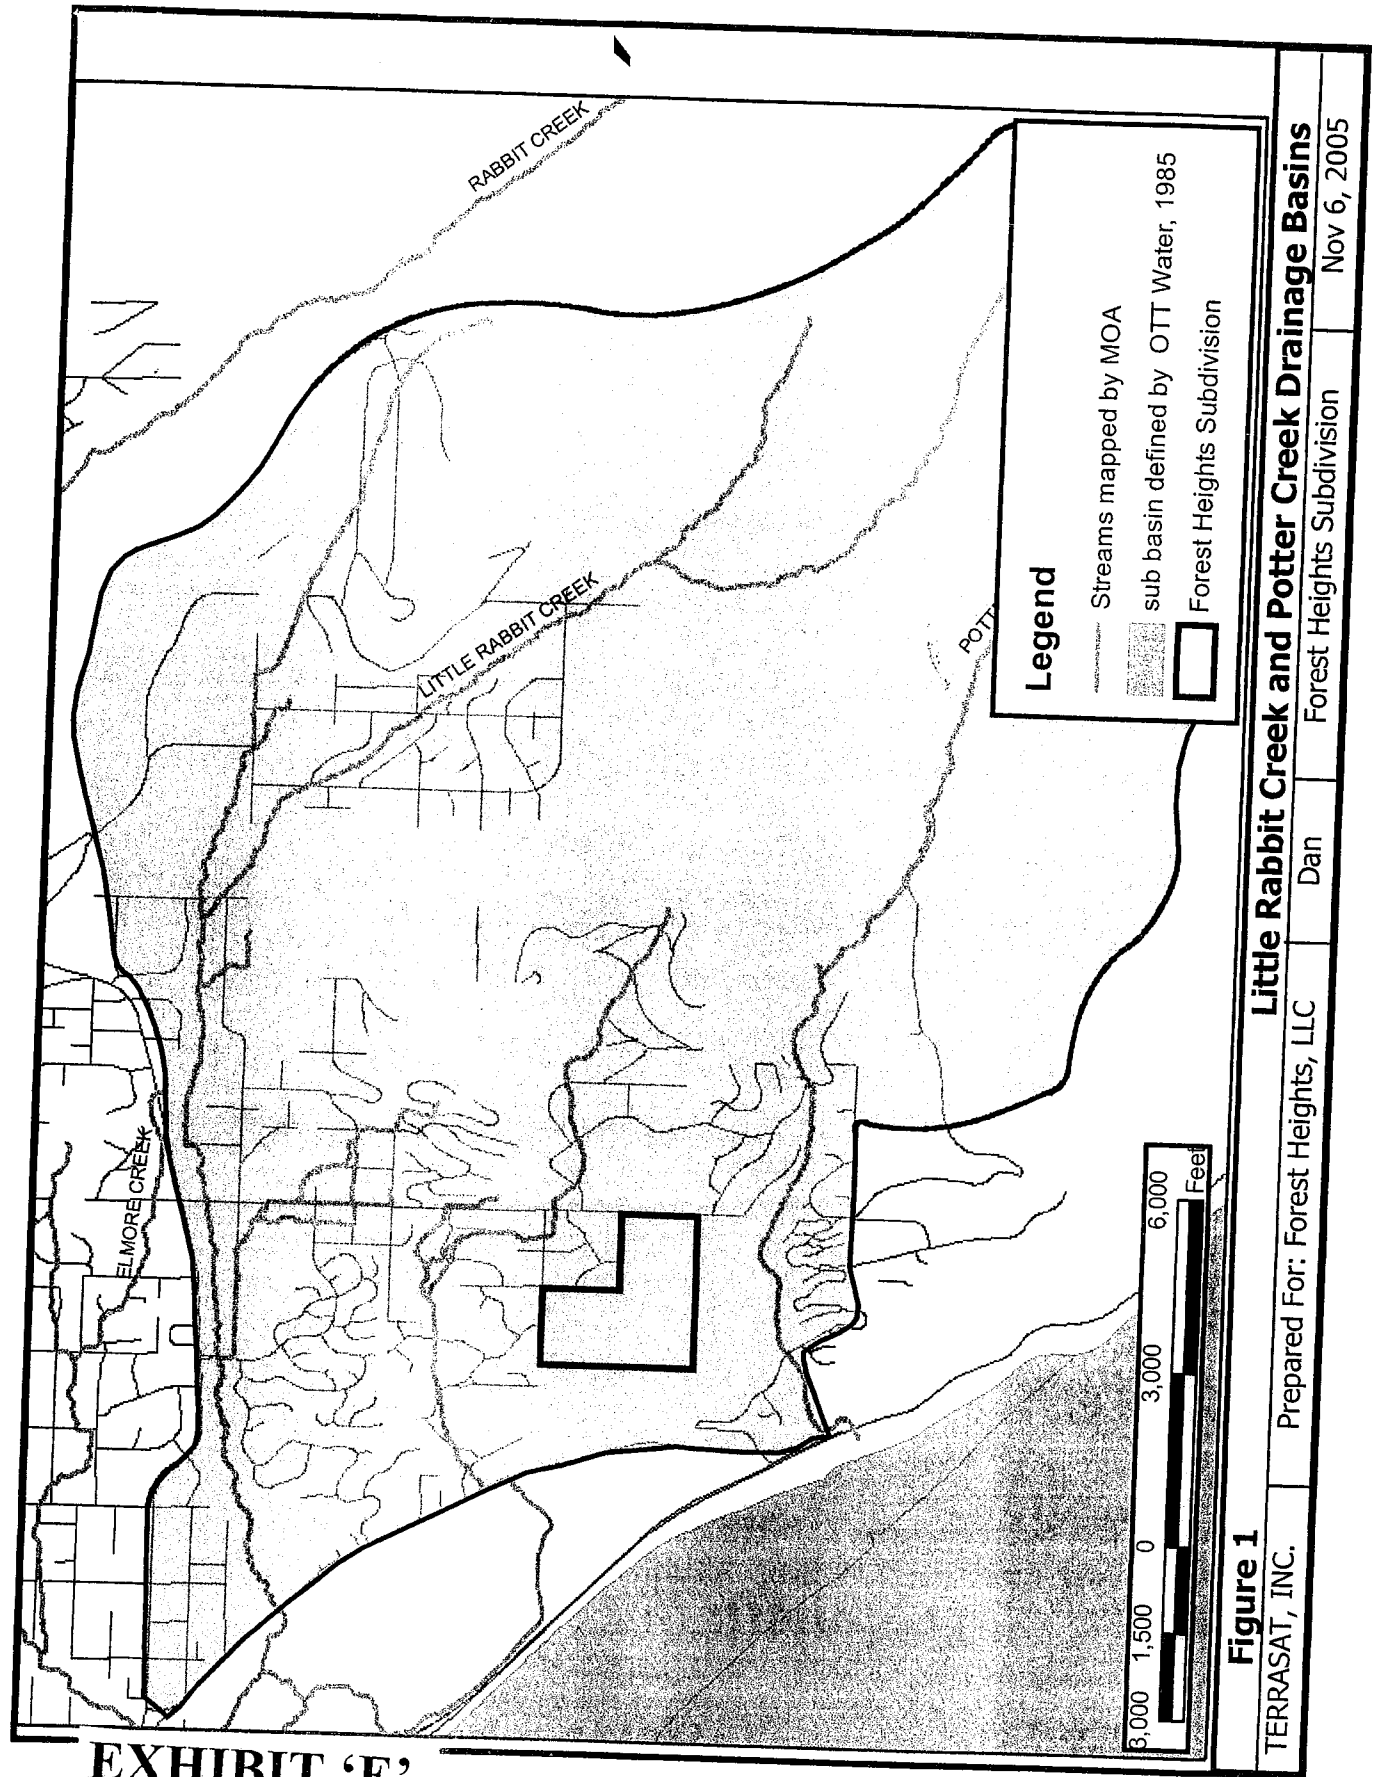 RABBIT CREEK
LITTLE RABBIT CREEK
ELMORE CREEK
POTT
Legend
Streams mapped by MOA
sub basin defined by OTT Water, 1985
Forest Heights Subdivision
3,000 1,500 0 3,000 6,000
Feet
Figure 1
Little Rabbit Creek and Potter Creek Drainage Basins
TERRASAT, INC.
Prepared For: Forest Heights, LLC
Dan
Forest Heights Subdivision
Nov 6, 2005
EXHIBIT